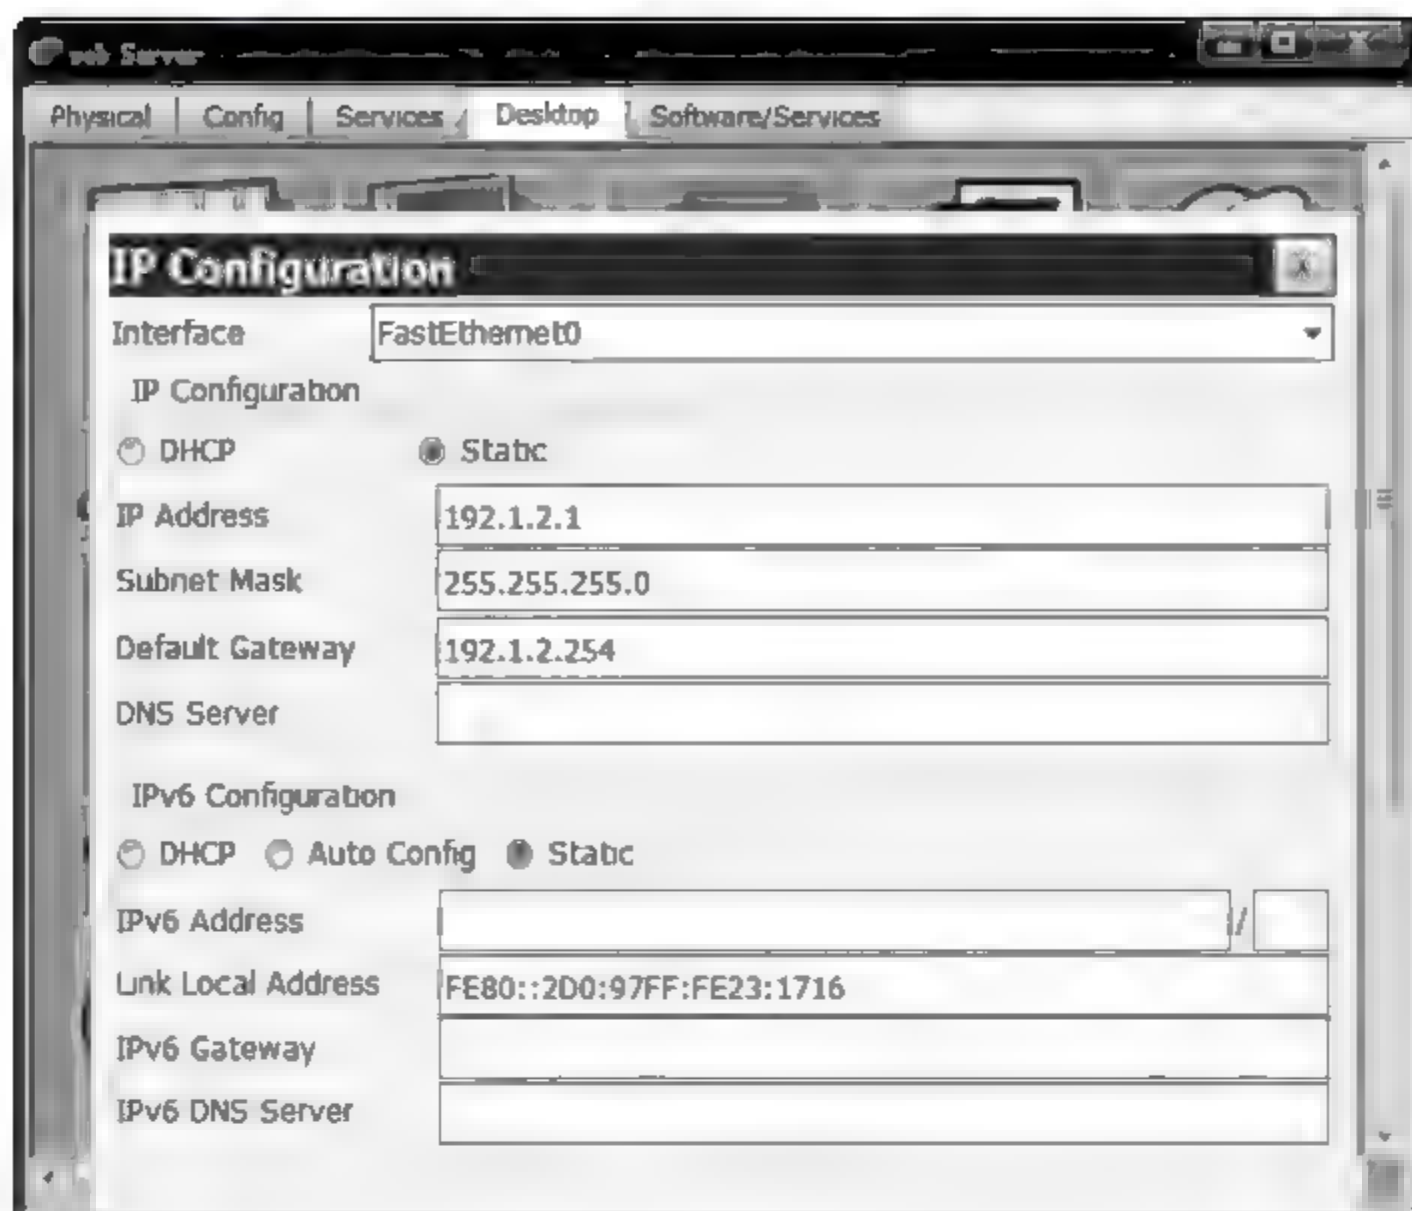 web Server
Physical Config Services Desktop Software/Services
IP Configuration X
Interface FastEthernet0
IP Configuration
DHCP Static
IP Address 192.1.2.1
Subnet Mask 255.255.255.0
Default Gateway 192.1.2.254
DNS Server
IPv6 Configuration
DHCP Auto Config Static
IPv6 Address /
Link Local Address FE80::2D0:97FF:FE23:1716
IPv6 Gateway
IPv6 DNS Server